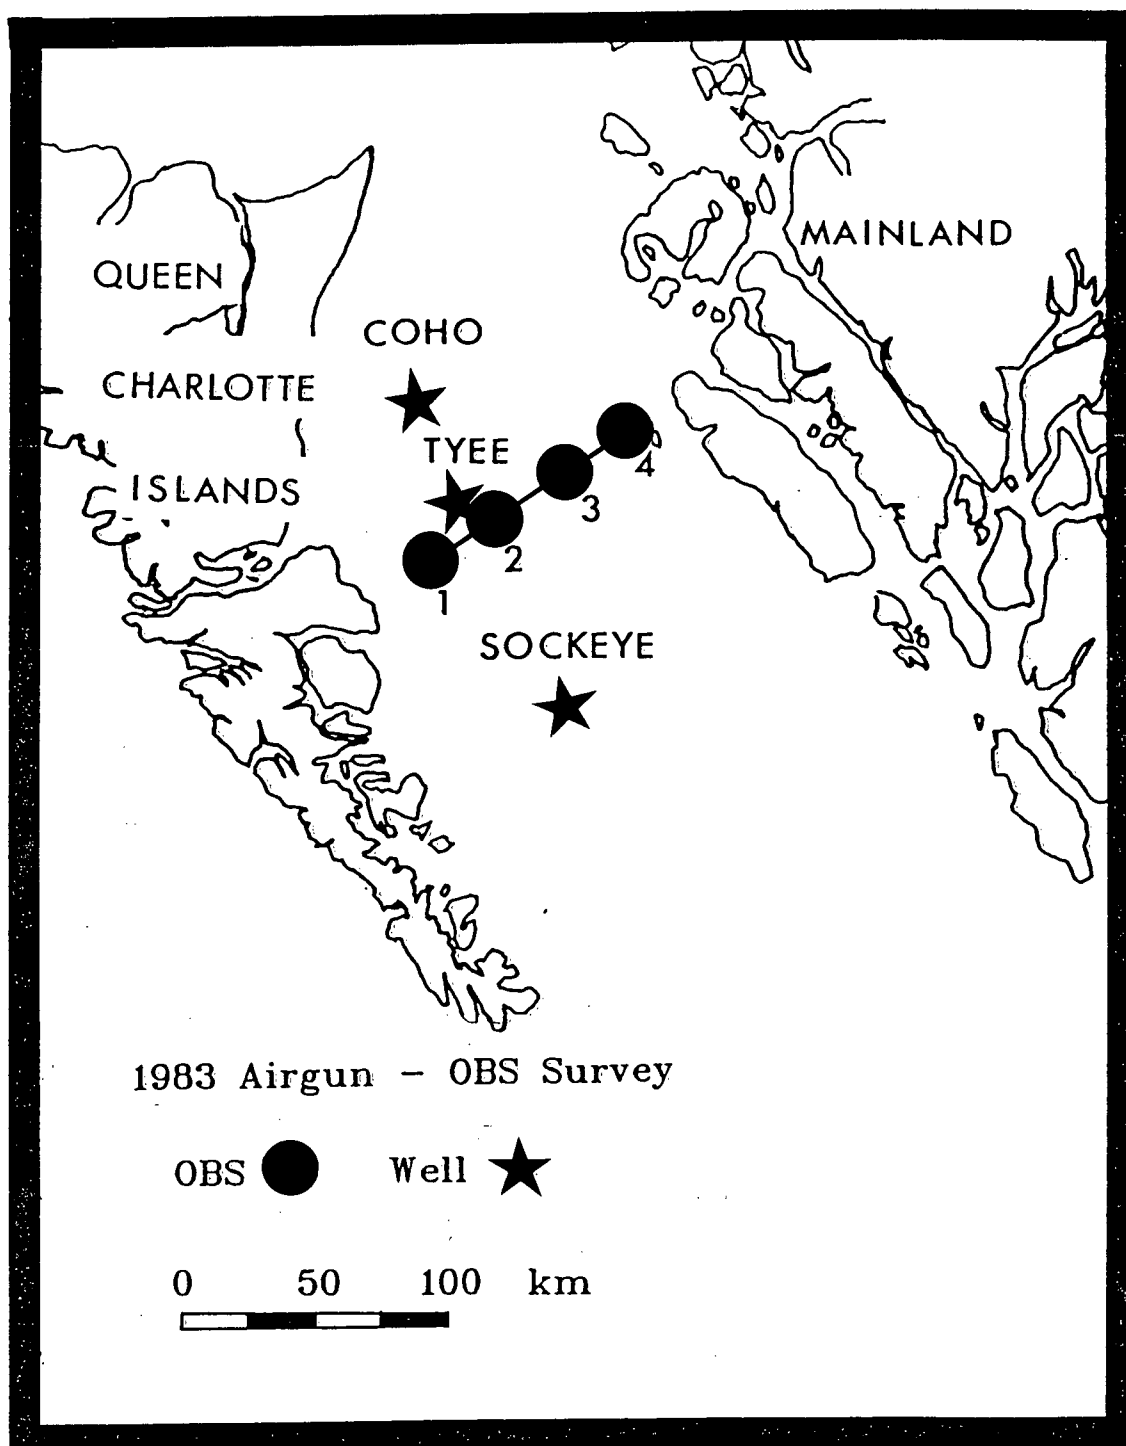 MAINLAND
QUEEN
COHO
CHARLOTTE
TYEE
4
ISLANDS
3
2
1
SOCKEYE
1983 Airgun – OBS Survey
OBS Well
0 50 100 km